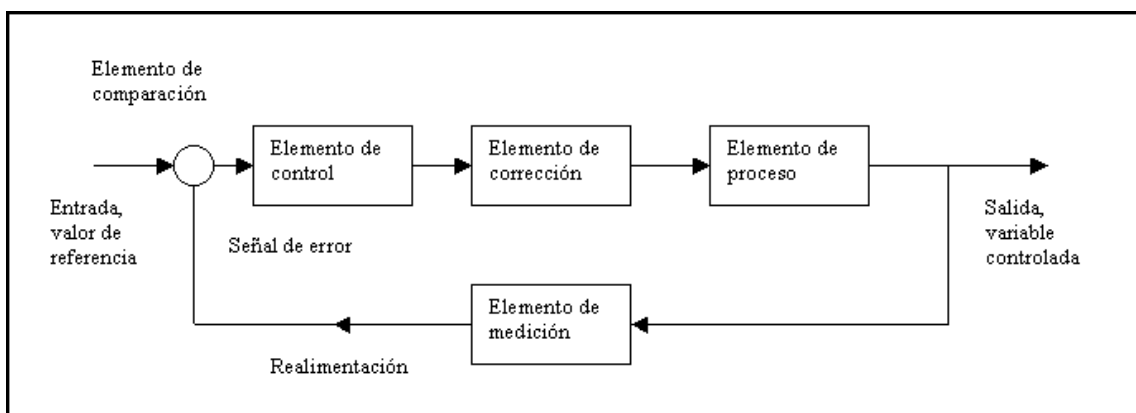 Elemento de
comparación
Elemento de
control
Elemento de
corrección
Elemento de
proceso
Entrada,
valor de
referencia
Señal de error
Salida,
variable
controlada
Elemento de
medición
Realimentación